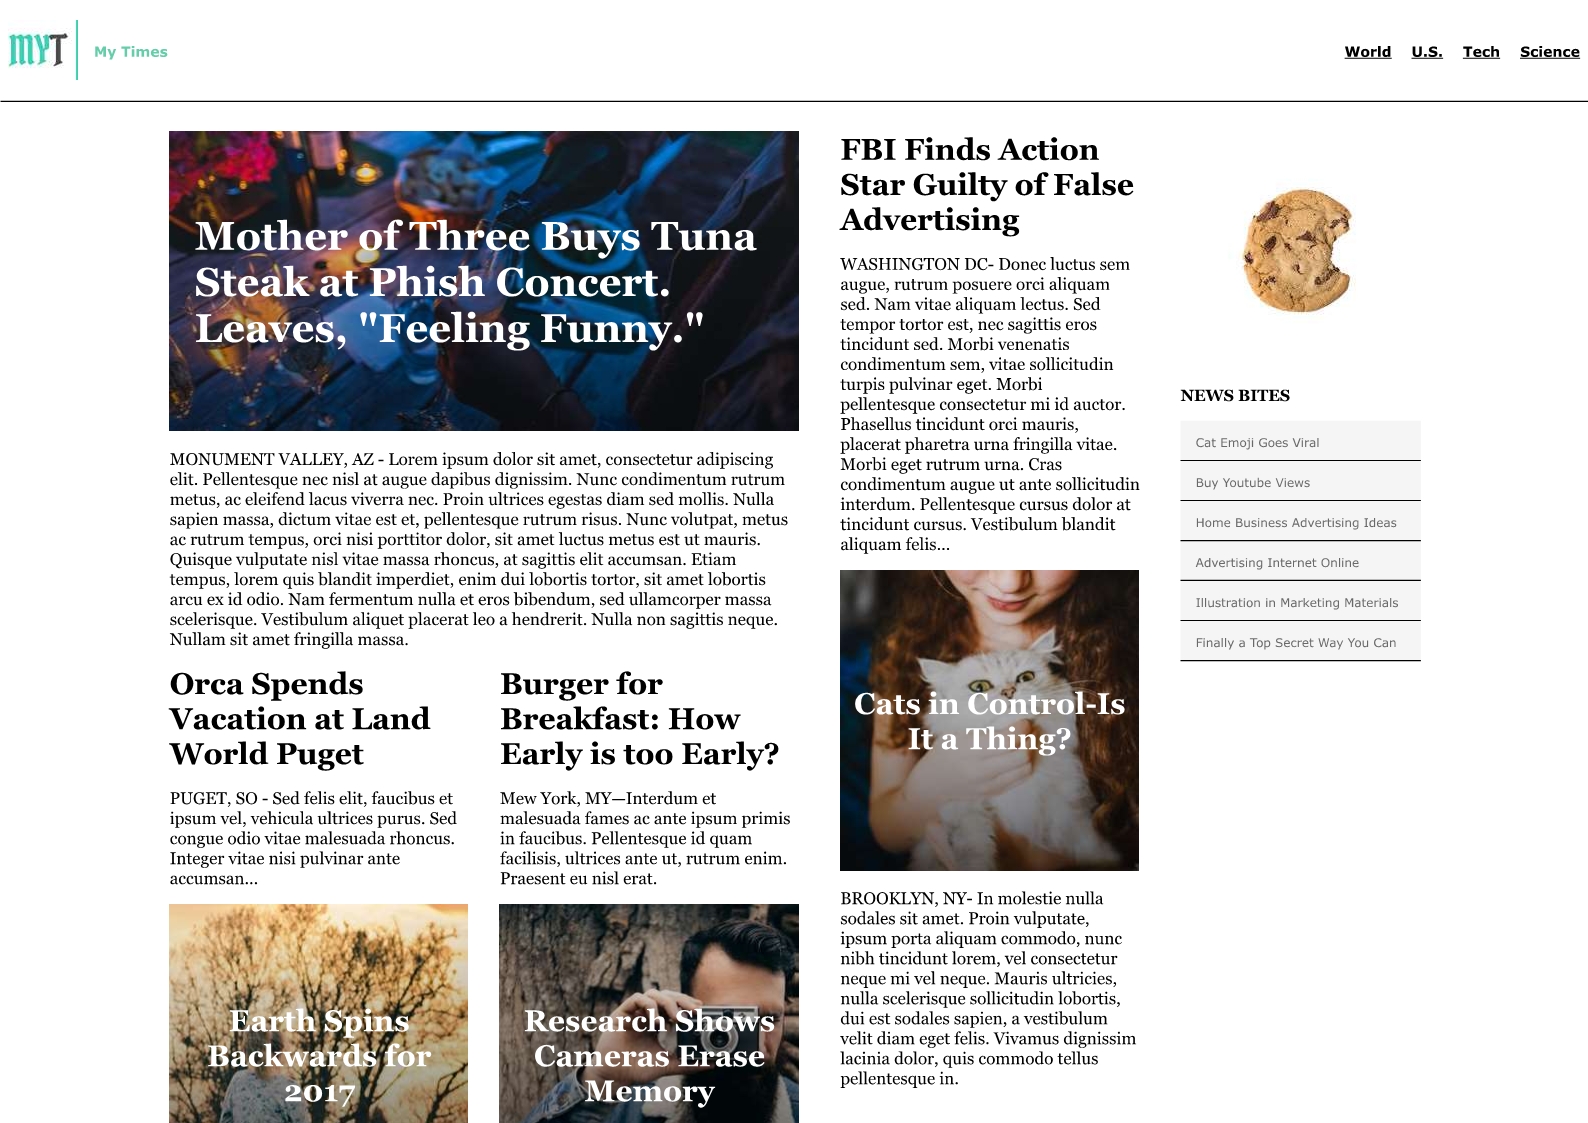 MYT
My Times
World U.S. Tech Science
Mother of Three Buys Tuna
Steak at Phish Concert.
Leaves, "Feeling Funny."
MONUMENT VALLEY, AZ - Lorem ipsum dolor sit amet, consectetur adipiscing
elit. Pellentesque nec nisl at augue dapibus dignissim. Nunc condimentum rutrum
metus, ac eleifend lacus viverra nec. Proin ultrices egestas diam sed mollis. Nulla
sapien massa, dictum vitae est et, pellentesque rutrum risus. Nunc volutpat, metus
ac rutrum tempus, orci nisi porttitor dolor, sit amet luctus metus est ut mauris.
Quisque vulputate nisl vitae massa rhoncus, at sagittis elit accumsan. Etiam
tempus, lorem quis blandit imperdiet, enim dui lobortis tortor, sit amet lobortis
arcu ex id odio. Nam fermentum nulla et eros bibendum, sed ullamcorper massa
scelerisque. Vestibulum aliquet placerat leo a hendrerit. Nulla non sagittis neque.
Nullam sit amet fringilla massa.
Orca Spends
Vacation at Land
World Puget
PUGET, SO - Sed felis elit, faucibus et
ipsum vel, vehicula ultrices purus. Sed
congue odio vitae malesuada rhoncus.
Integer vitae nisi pulvinar ante
accumsan...
Earth Spins
Backwards for
2017
Burger for
Breakfast: How
Early is too Early?
Mew York, MY—Interdum et
malesuada fames ac ante ipsum primis
in faucibus. Pellentesque id quam
facilisis, ultrices ante ut, rutrum enim.
Praesent eu nisl erat.
Research Shows
Cameras Erase
Memory
FBI Finds Action
Star Guilty of False
Advertising
WASHINGTON DC- Donec luctus sem
augue, rutrum posuere orci aliquam
sed. Nam vitae aliquam lectus. Sed
tempor tortor est, nec sagittis eros
tincidunt sed. Morbi venenatis
condimentum sem, vitae sollicitudin
turpis pulvinar eget. Morbi
pellentesque consectetur mi id auctor.
Phasellus tincidunt orci mauris,
placerat pharetra urna fringilla vitae.
Morbi eget rutrum urna. Cras
condimentum augue ut ante sollicitudin
interdum. Pellentesque cursus dolor at
tincidunt cursus. Vestibulum blandit
aliquam felis...
Cats in Control-Is
It a Thing?
BROOKLYN, NY- In molestie nulla
sodales sit amet. Proin vulputate,
ipsum porta aliquam commodo, nunc
nibh tincidunt lorem, vel consectetur
neque mi vel neque. Mauris ultricies,
nulla scelerisque sollicitudin lobortis,
dui est sodales sapien, a vestibulum
velit diam eget felis. Vivamus dignissim
lacinia dolor, quis commodo tellus
pellentesque in.
NEWS BITES
Cat Emoji Goes Viral
Buy Youtube Views
Home Business Advertising Ideas
Advertising Internet Online
Illustration in Marketing Materials
Finally a Top Secret Way You Can